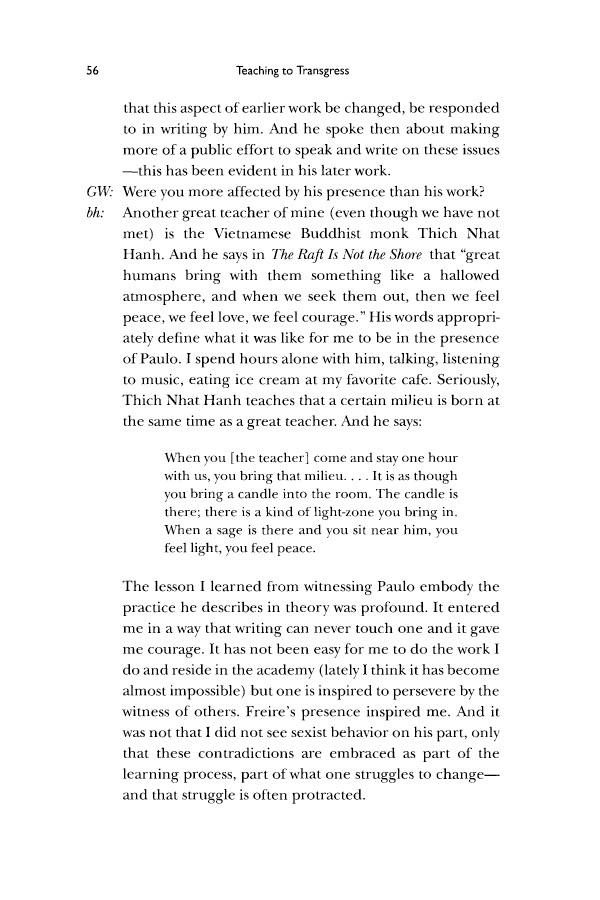 56 Teaching to Transgress
that this aspect of earlier work be changed, be responded
to in writing by him. And he spoke then about making
more of a public effort to speak and write on these issues
—this has been evident in his later work.
GW: Were you more affected by his presence than his work?
bh: Another great teacher of mine (even though we have not
met) is the Vietnamese Buddhist monk Thich Nhat
Hanh. And he says in The Raft Is Not the Shore that “great
humans bring with them something like a hallowed
atmosphere, and when we seek them out, then we feel
peace, we feel love, we feel courage.” His words appropri-
ately define what it was like for me to be in the presence
of Paulo. I spend hours alone with him, talking, listening
to music, eating ice cream at my favorite cafe. Seriously,
Thich Nhat Hanh teaches that a certain milieu is born at
the same time as a great teacher. And he says:
When you [the teacher] come and stay one hour
with us, you bring that milieu. . . . It is as though
you bring a candle into the room. The candle is
there; there is a kind of light-zone you bring in.
When a sage is there and you sit near him, you
feel light, you feel peace.
The lesson I learned from witnessing Paulo embody the
practice he describes in theory was profound. It entered
me in a way that writing can never touch one and it gave
me courage. It has not been easy for me to do the work I
do and reside in the academy (lately I think it has become
almost impossible) but one is inspired to persevere by the
witness of others. Freire’s presence inspired me. And it
was not that I did not see sexist behavior on his part, only
that these contradictions are embraced as part of the
learning process, part of what one struggles to change—
and that struggle is often protracted.